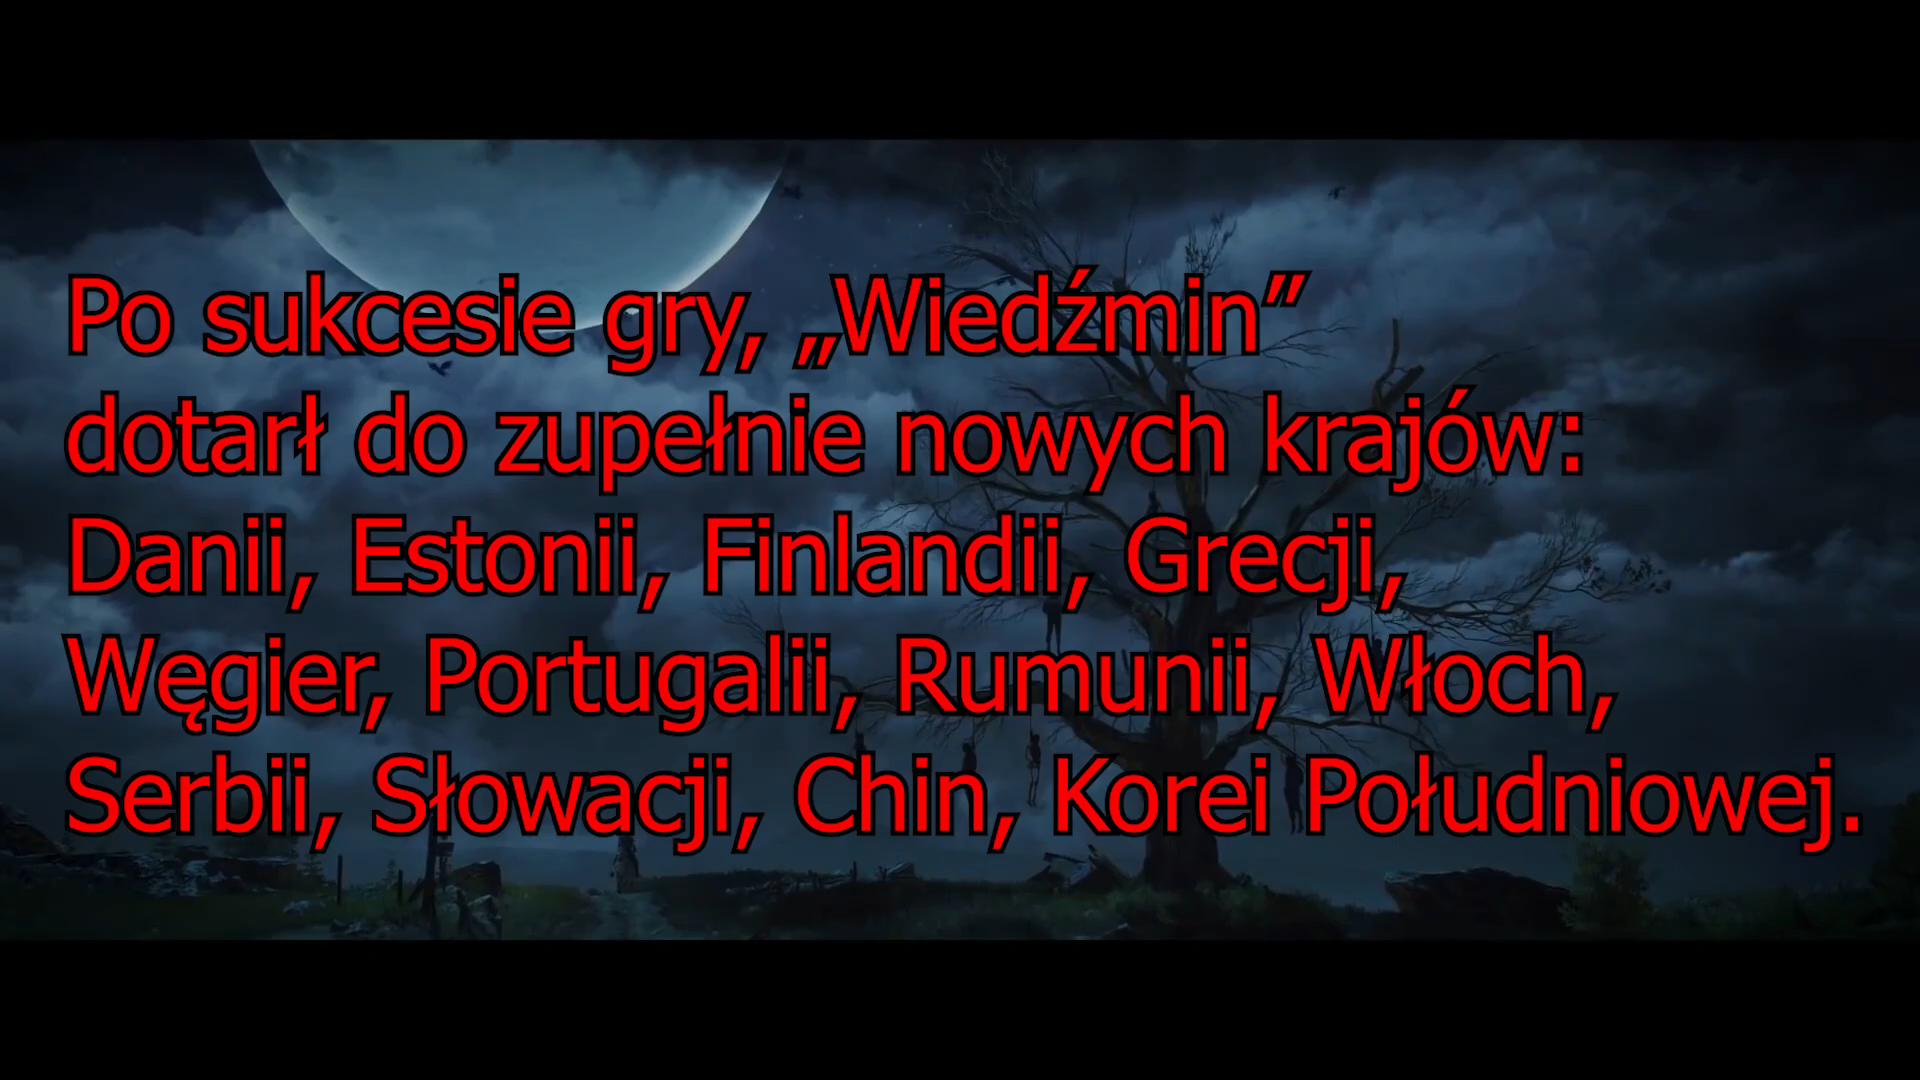 Po sukcesie gry, „Wiedźmin”
dotarł do zupełnie nowych krajów:
Danii, Estonii, Finlandii, Grecji,
Węgier, Portugalii, Rumunii, Włoch,
Serbii, Słowacji, Chin, Korei Południowej.